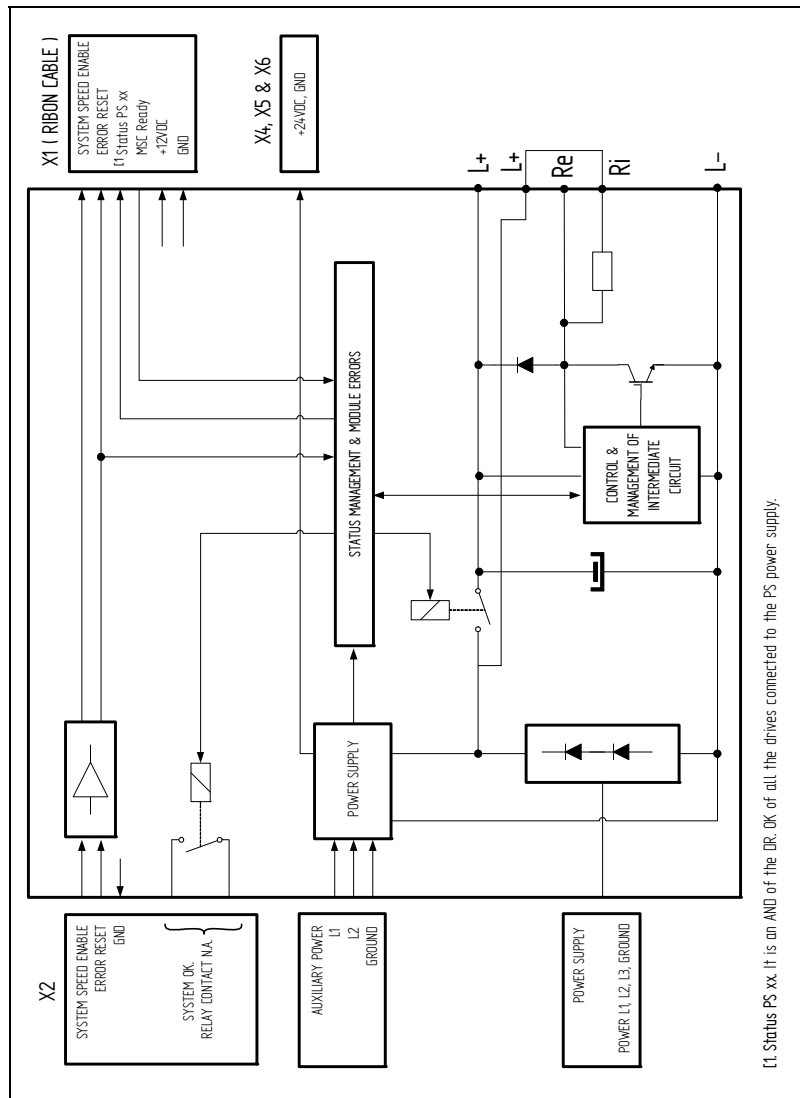 X1 ( RIBON CABLE )
SYSTEM SPEED ENABLE
ERROR RESET
[1 Status PS xx
MSC Ready
+12VDC
GND
X4, X5 & X6
+24VDC, GND
L+
L+
Re
Ri
L-
STATUS MANAGEMENT & MODULE ERRORS
CONTROL &
MANAGEMENT OF
INTERMEDIATE
CIRCUIT
POWER SUPPLY
X2
SYSTEM SPEED ENABLE
ERROR RESET
GND
SYSTEM OK.
RELAY CONTACT N.A.
AUXILIARY POWER
L1
L2
GROUND
POWER SUPPLY
POWER L1, L2, L3, GROUND
[1. Status PS xx. It is an AND of the DR. OK of all the drives connected to the PS power supply.